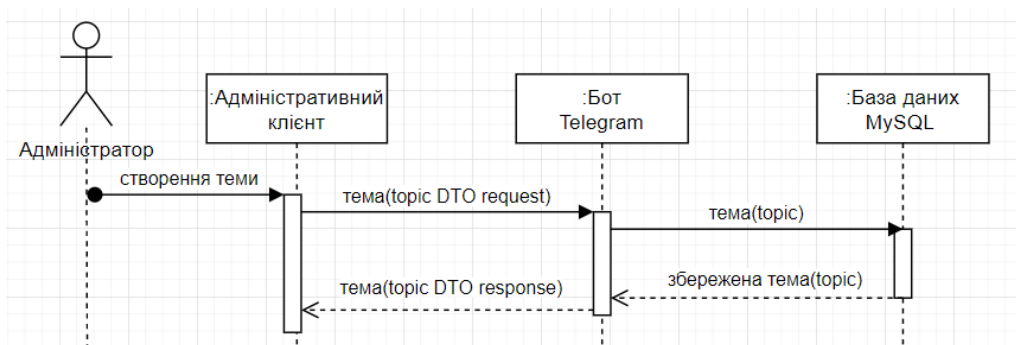 :Адміністративний
клієнт
:Бот
Telegram
:База даних
MySQL
Адміністратор
створення теми
тема(topic DTO request)
тема(topic)
збережена тема(topic)
тема(topic DTO response)